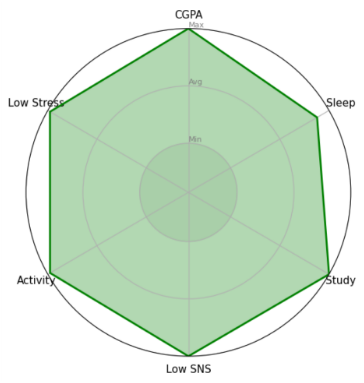 CGPA
Max
Avg
Low Stress
Sleep
Min
Activity
Study
Low SNS